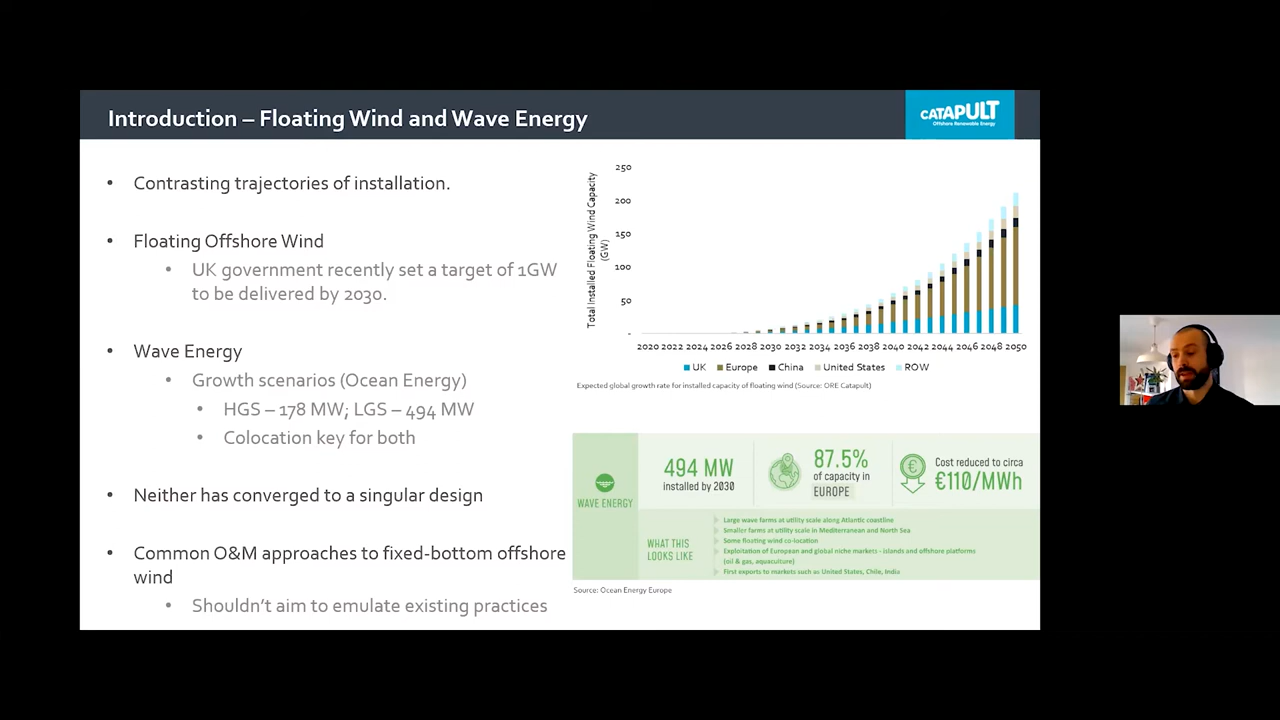 Introduction – Floating Wind and Wave Energy
CATAPULT
Offshore Renewable Energy
• Contrasting trajectories of installation.
• Floating Offshore Wind
• UK government recently set a target of 1GW
to be delivered by 2030.
• Wave Energy
• Growth scenarios (Ocean Energy)
• HGS – 178 MW; LGS – 494 MW
• Colocation key for both
• Neither has converged to a singular design
• Common O&M approaches to fixed-bottom offshore
wind
• Shouldn't aim to emulate existing practices
Total Installed Floating Wind Capacity
(GW)
250
200
150
100
50
-
2020 2022 2024 2026 2028 2030 2032 2034 2036 2038 2040 2042 2044 2046 2048 2050
UK Europe China United States ROW
Expected global growth rate for installed capacity of floating wind (Source: ORE Catapult)
WAVE ENERGY
494 MW
installed by 2030
87.5%
of capacity in
EUROPE
€
Cost reduced to circa
€110/MWh
WHAT THIS
LOOKS LIKE
Large wave farms at utility scale along Atlantic coastline
Smaller farms at utility scale in Mediterranean and North Sea
Some floating wind co-location
Exploitation of European and global niche markets - islands and offshore platforms
(oil & gas, aquaculture)
First exports to markets such as United States, Chile, India
Source: Ocean Energy Europe